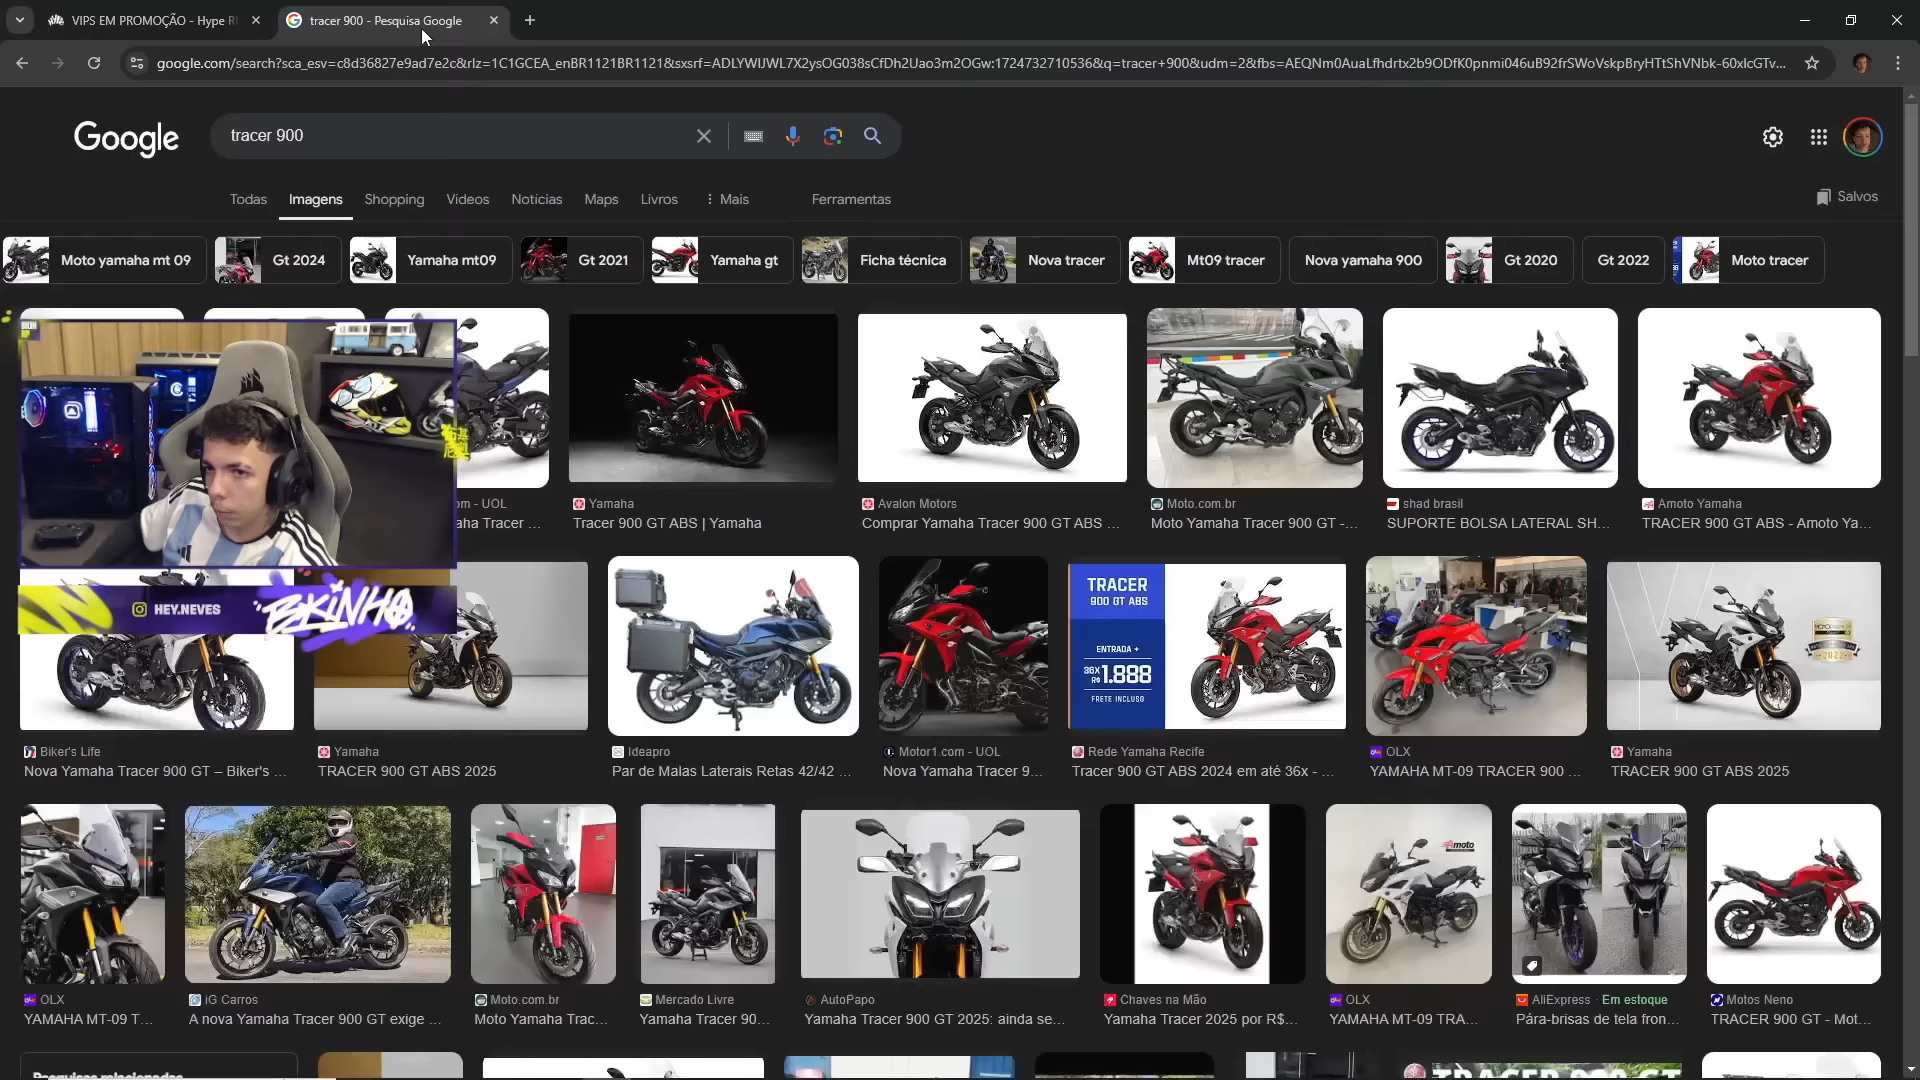 VIPS EM PROMOÇÃO - Hype R
tracer 900 - Pesquisa Google
google.com/search?sca_esv=c8d36827e9ad7e2c&rlz=1C1GCEA_enBR1121BR1121&sxsrf=ADLYWIJWL7X2ysOG038sCfDh2Uao3m2OGw:1724732710536&q=tracer+900&udm=2&fbs=AEQNm0AuaLfhdrtx2b9ODfK0pnmi046uB92frSWoVskpBryHTtShVNbk-60xlcGTv...
Google
tracer 900
Todas Imagens Shopping Vídeos Notícias Maps Livros Mais Ferramentas
Salvos
Moto yamaha mt 09 Gt 2024 Yamaha mt09 Gt 2021 Yamaha gt Ficha técnica Nova tracer Mt09 tracer Nova yamaha 900 Gt 2020 Gt 2022 Moto tracer
om - UOL Yamaha Avalon Motors Moto.com.br shad brasil Amoto Yamaha
aha Tracer ... Tracer 900 GT ABS | Yamaha Comprar Yamaha Tracer 900 GT ABS ... Moto Yamaha Tracer 900 GT -... SUPORTE BOLSA LATERAL SH... TRACER 900 GT ABS - Amoto Ya...
HEY.NEVES
BKINHO
TRACER
900 GT ABS
ENTRADA +
36X
R$ 1.888
FRETE INCLUSO
2022
Biker's Life Yamaha Ideapro Motor1.com - UOL Rede Yamaha Recife OLX Yamaha
Nova Yamaha Tracer 900 GT – Biker's ... TRACER 900 GT ABS 2025 Par de Malas Laterais Retas 42/42 ... Nova Yamaha Tracer 9... Tracer 900 GT ABS 2024 em até 36x - ... YAMAHA MT-09 TRACER 900 ... TRACER 900 GT ABS 2025
Amoto
OLX iG Carros Moto.com.br Mercado Livre AutoPapo Chaves na Mão OLX AliExpress · Em estoque Motos Neno
YAMAHA MT-09 T... A nova Yamaha Tracer 900 GT exige ... Moto Yamaha Trac... Yamaha Tracer 90... Yamaha Tracer 900 GT 2025: ainda se... Yamaha Tracer 2025 por R$... YAMAHA MT-09 TRA... Pára-brisas de tela fron... TRACER 900 GT - Mot...
Pesquisas relacionadas
TRACER 900 GT